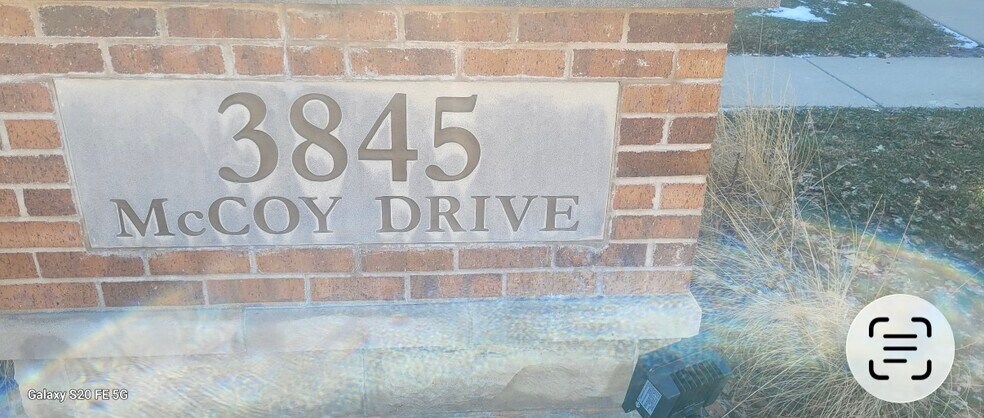 3845
McCOY DRIVE
Galaxy S20 FE 5G